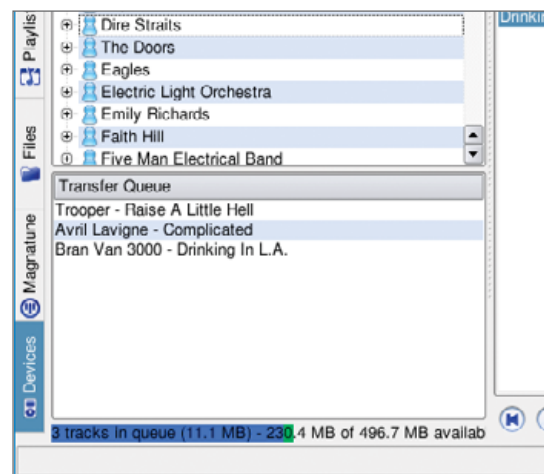 Playlis
Files
Magnatune
Devices
Dire Straits
The Doors
Eagles
Electric Light Orchestra
Emily Richards
Faith Hill
Five Man Electrical Band
Transfer Queue
Trooper - Raise A Little Hell
Avril Lavigne - Complicated
Bran Van 3000 - Drinking In L.A.
3 tracks in queue (11.1 MB) - 230.4 MB of 496.7 MB availab
Drinkin